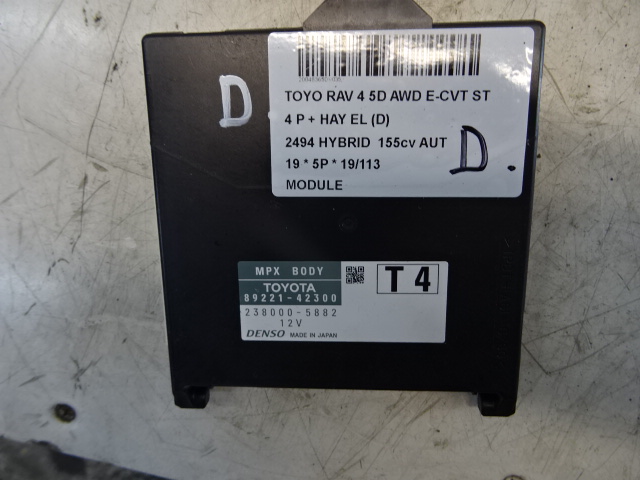 D
TOYO RAV 4 5D AWD E-CVT ST
4 P + HAY EL (D)
2494 HYBRID 155cv AUT
19 * 5P * 19/113
MODULE
D.
MPX BODY
TOYOTA
89221-42300
238000-5882
12V
DENSO MADE IN JAPAN
T4